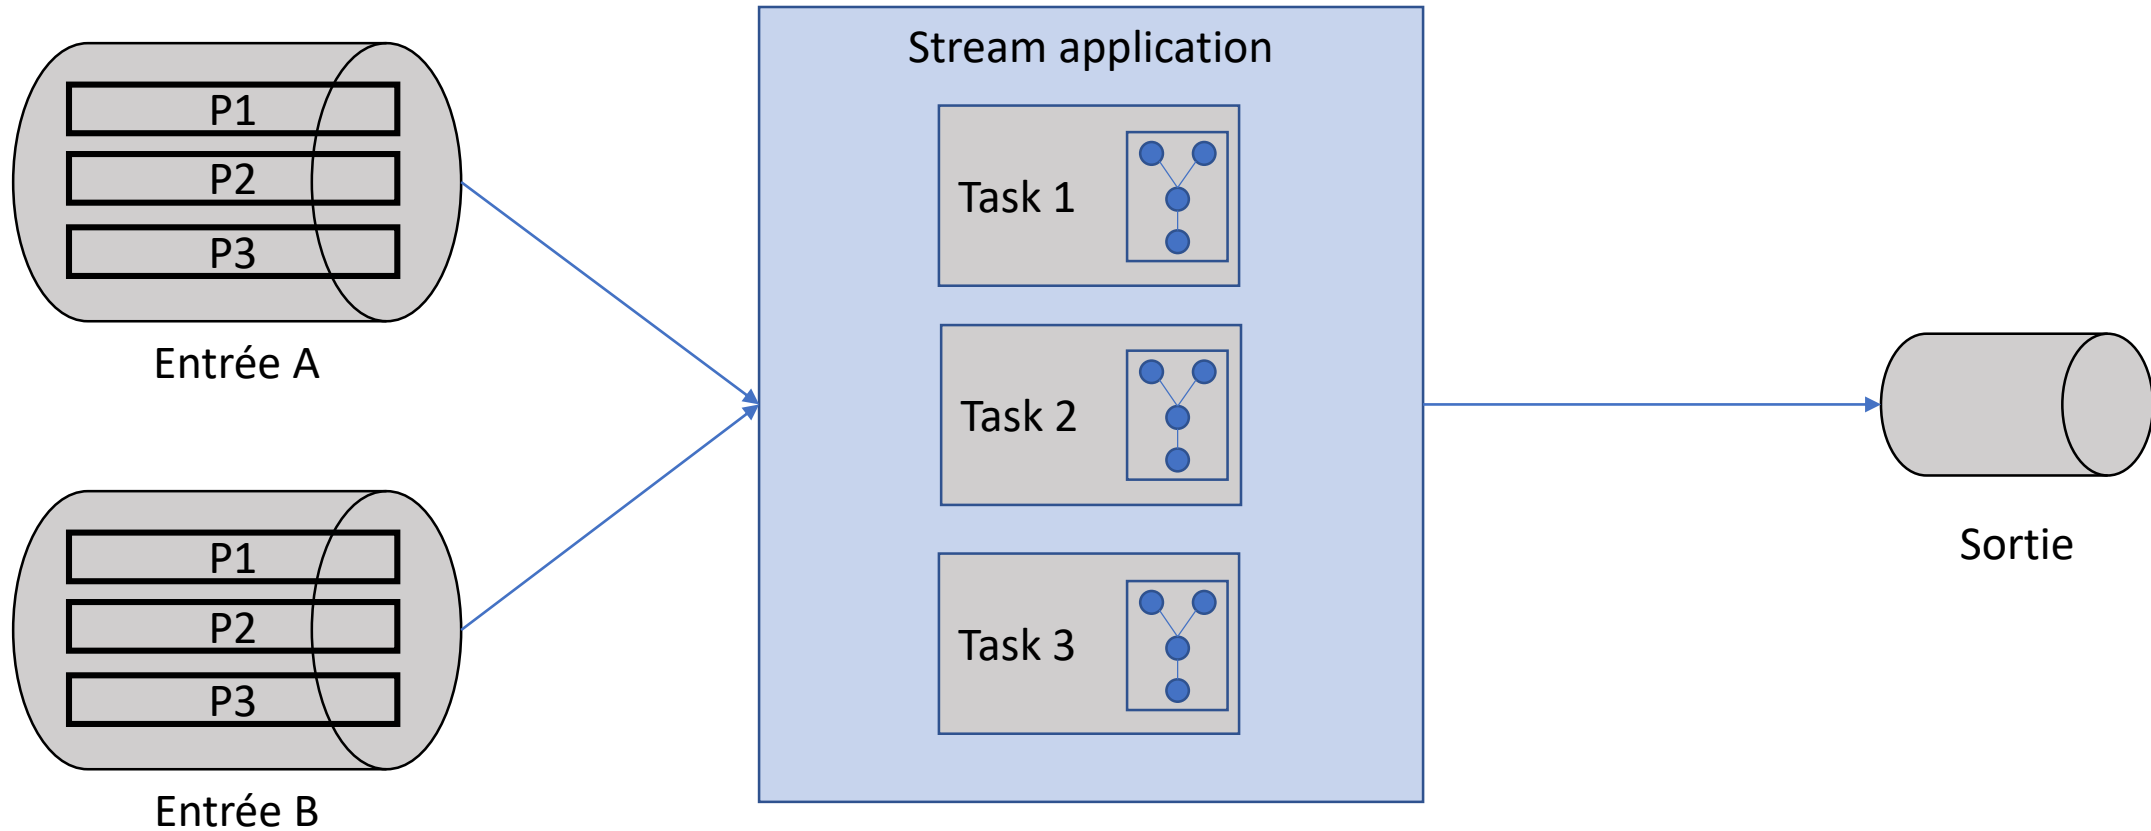 P1
P2
P3
Entrée A
P1
P2
P3
Entrée B
Stream application
Task 1
Task 2
Task 3
Sortie